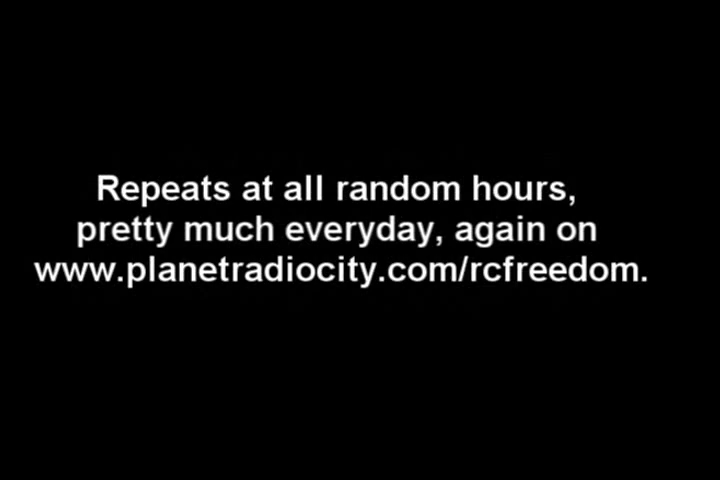 Repeats at all random hours,
pretty much everyday, again on
www.planetradiocity.com/rcfreedom.